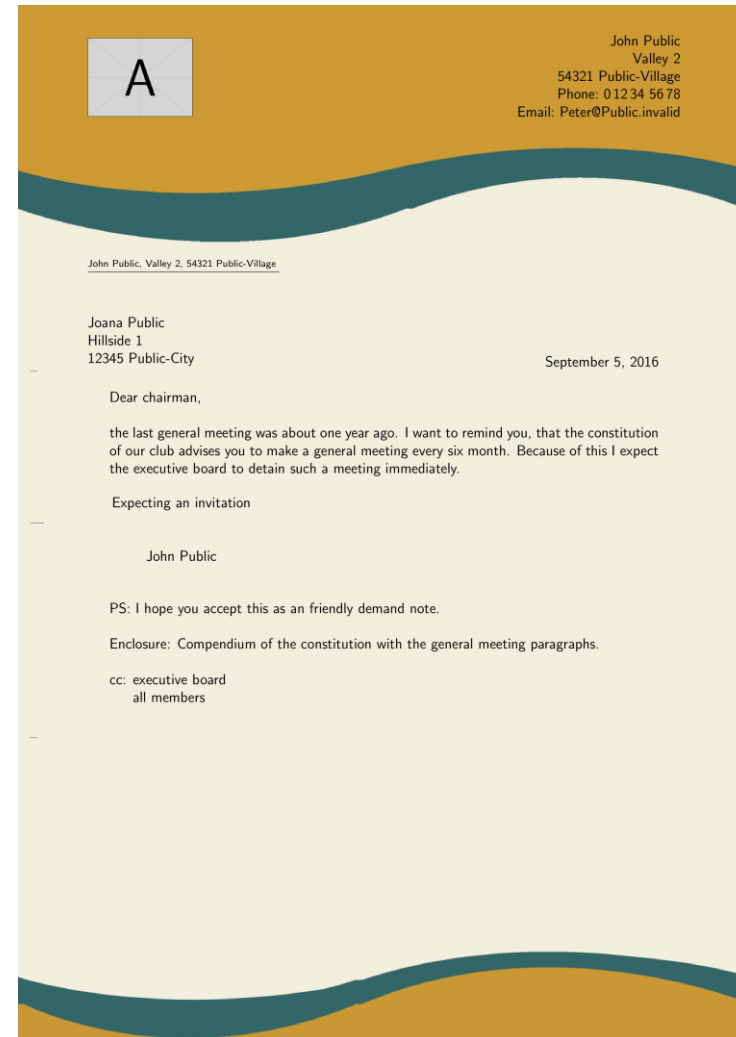 A
John Public
Valley 2
54321 Public-Village
Phone: 0 12 34 56 78
Email: Peter@Public.invalid
John Public, Valley 2, 54321 Public-Village
Joana Public
Hillside 1
12345 Public-City
September 5, 2016
Dear chairman,
the last general meeting was about one year ago. I want to remind you, that the constitution
of our club advises you to make a general meeting every six month. Because of this I expect
the executive board to detain such a meeting immediately.
Expecting an invitation
John Public
PS: I hope you accept this as an friendly demand note.
Enclosure: Compendium of the constitution with the general meeting paragraphs.
cc: executive board
all members